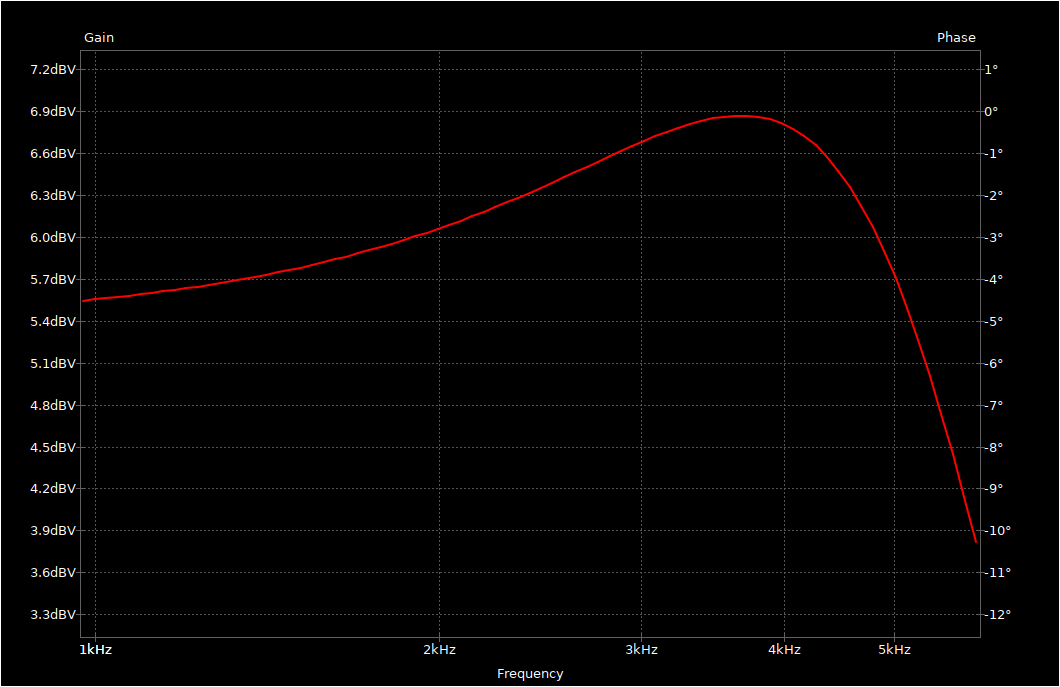 Gain Phase
7.2dBV 1°
6.9dBV 0°
6.6dBV -1°
6.3dBV -2°
6.0dBV -3°
5.7dBV -4°
5.4dBV -5°
5.1dBV -6°
4.8dBV -7°
4.5dBV -8°
4.2dBV -9°
3.9dBV -10°
3.6dBV -11°
3.3dBV -12°
1kHz 2kHz 3kHz 4kHz 5kHz
Frequency